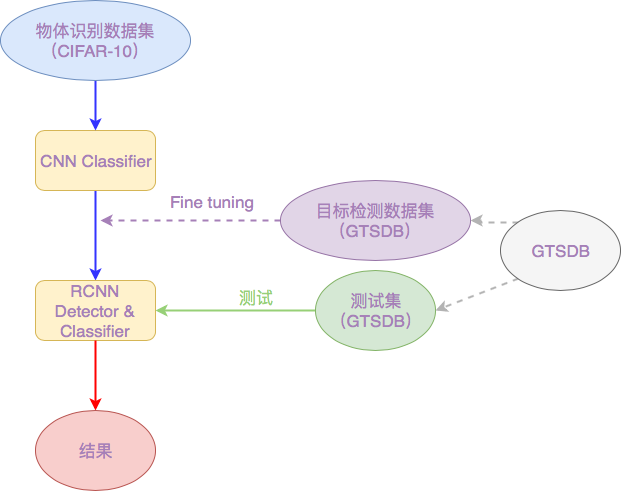 物体识别数据集
（CIFAR-10）
CNN Classifier
Fine tuning
目标检测数据集
（GTSDB）
GTSDB
RCNN
Detector &
Classifier
测试
测试集
（GTSDB）
结果